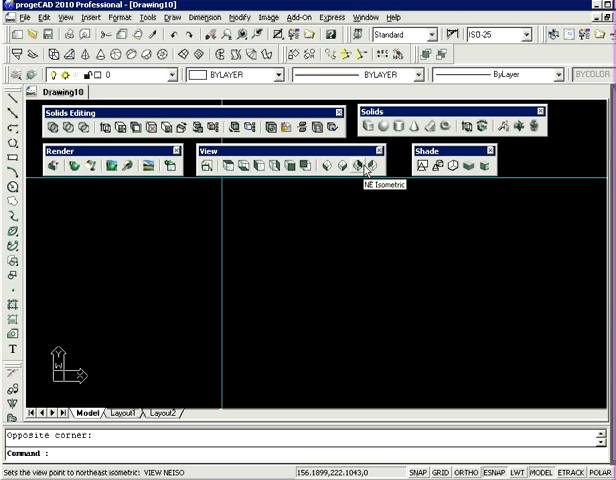 progeCAD 2010 Professional - [Drawing10]
File Edit View Insert Format Tools Draw Dimension Modify Image Add-On Express Window Help
Standard ISO-25
0 BYLAYER BYLAYER ByLayer BYCOLOR
Drawing10
Solids Editing Solids
Render View Shade
NE Isometric
Y
W
X
Model Layout1 Layout2
Opposite corner:
Command :
Sets the view point to northeast isometric: VIEW NEISO 156.1899,222.1043,0 SNAP GRID ORTHO ESNAP LWT MODEL ETRACK POLAR